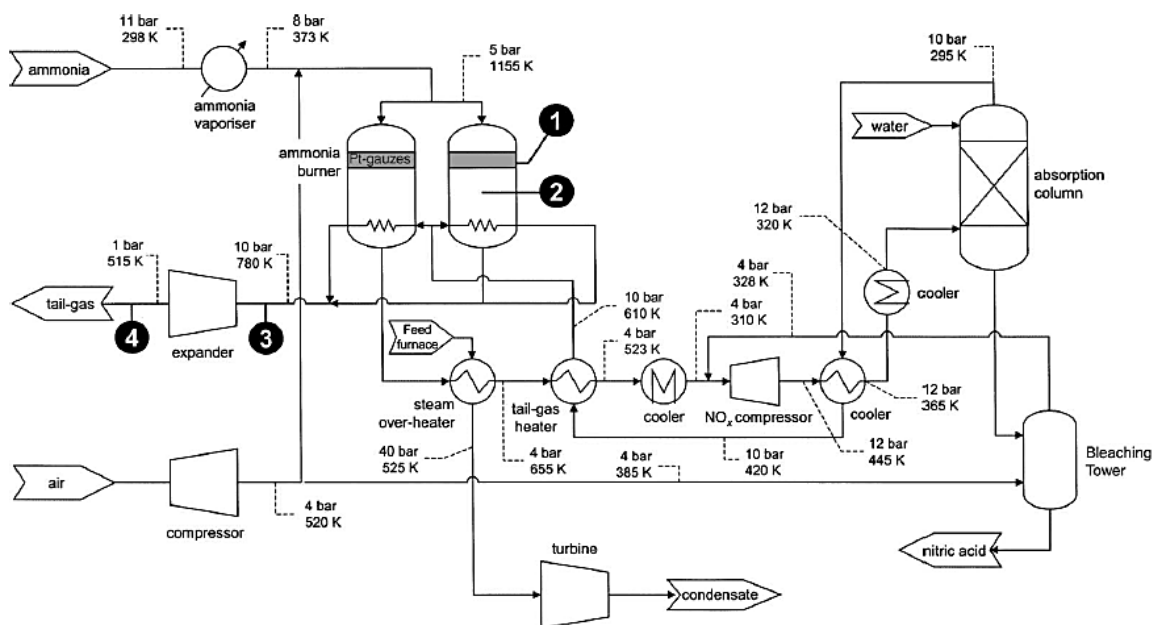 11 bar
298 K
8 bar
373 K
5 bar
1155 K
10 bar
295 K
ammonia
ammonia
vaporiser
1
water
ammonia
burner
Pt-gauzes
absorption
column
2
12 bar
320 K
1 bar
515 K
10 bar
780 K
4 bar
328 K
cooler
tail-gas
4
3
expander
10 bar
610 K
4 bar
310 K
Feed
furnace
4 bar
523 K
steam
over-heater
tail-gas
heater
cooler
NOx compressor
cooler
12 bar
365 K
40 bar
525 K
4 bar
655 K
4 bar
385 K
10 bar
420 K
12 bar
445 K
Bleaching
Tower
air
compressor
4 bar
520 K
turbine
nitric acid
condensate